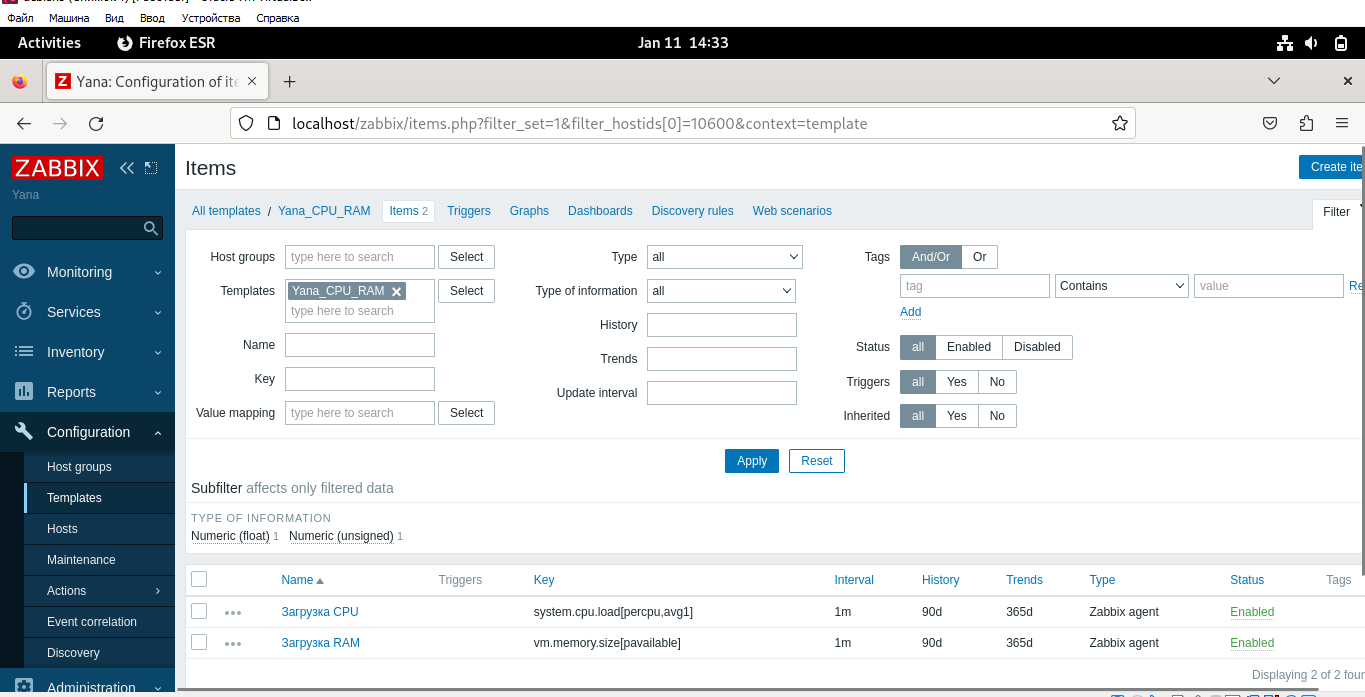 Файл Машина Вид Ввод Устройства Справка
Activities Firefox ESR Jan 11 14:33
Yana: Configuration of ite
localhost/zabbix/items.php?filter_set=1&filter_hostids[0]=10600&context=template
ZABBIX
Yana
Monitoring
Services
Inventory
Reports
Configuration
Host groups
Templates
Hosts
Maintenance
Actions
Event correlation
Discovery
Administration
Items
Create ite
All templates / Yana_CPU_RAM Items 2 Triggers Graphs Dashboards Discovery rules Web scenarios
Filter
Host groups type here to search Select Type all Tags And/Or Or
Templates Yana_CPU_RAM Select Type of information all tag Contains value Re
type here to search
Add
Name History
Status all Enabled Disabled
Key Trends
Triggers all Yes No
Value mapping type here to search Select Update interval
Inherited all Yes No
Apply Reset
Subfilter affects only filtered data
TYPE OF INFORMATION
Numeric (float) 1 Numeric (unsigned) 1
Name Triggers Key Interval History Trends Type Status Tags
Загрузка CPU system.cpu.load[percpu,avg1] 1m 90d 365d Zabbix agent Enabled
Загрузка RAM vm.memory.size[pavailable] 1m 90d 365d Zabbix agent Enabled
Displaying 2 of 2 four